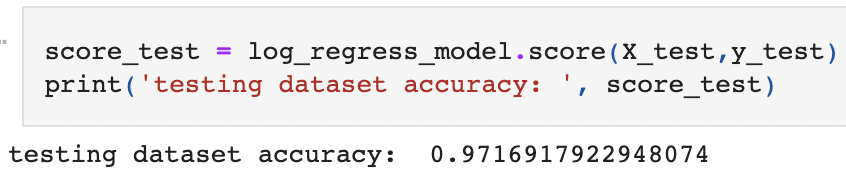 score_test = log_regress_model.score(X_test,y_test)
print('testing dataset accuracy: ', score_test)
testing dataset accuracy:  0.9716917922948074